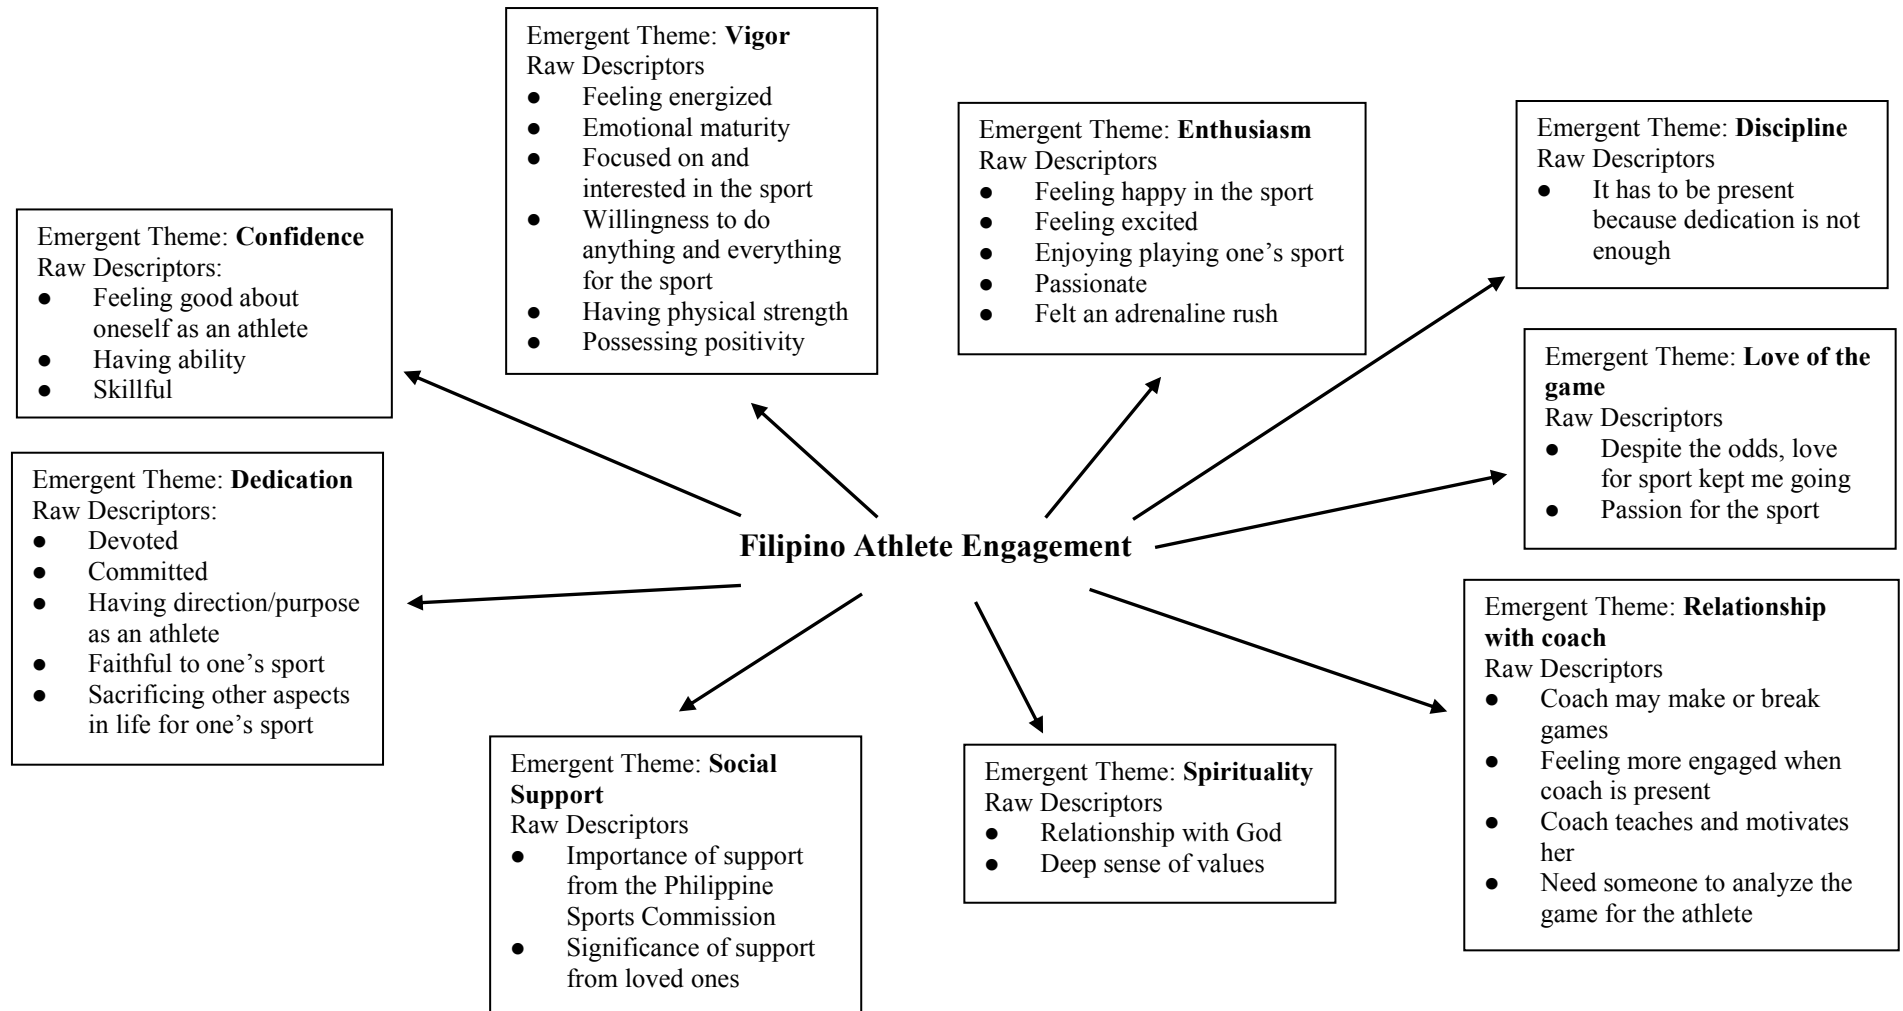 Emergent Theme: Vigor
Raw Descriptors
● Feeling energized
● Emotional maturity
● Focused on and
interested in the sport
● Willingness to do
anything and everything
for the sport
● Having physical strength
● Possessing positivity
Emergent Theme: Enthusiasm
Raw Descriptors
● Feeling happy in the sport
● Feeling excited
● Enjoying playing one’s sport
● Passionate
● Felt an adrenaline rush
Emergent Theme: Discipline
Raw Descriptors
● It has to be present
because dedication is not
enough
Emergent Theme: Confidence
Raw Descriptors:
● Feeling good about
oneself as an athlete
● Having ability
● Skillful
Emergent Theme: Love of the
game
Raw Descriptors
● Despite the odds, love
for sport kept me going
● Passion for the sport
Emergent Theme: Dedication
Raw Descriptors:
● Devoted
● Committed
● Having direction/purpose
as an athlete
● Faithful to one’s sport
● Sacrificing other aspects
in life for one’s sport
Filipino Athlete Engagement
Emergent Theme: Relationship
with coach
Raw Descriptors
● Coach may make or break
games
● Feeling more engaged when
coach is present
● Coach teaches and motivates
her
● Need someone to analyze the
game for the athlete
Emergent Theme: Social
Support
Raw Descriptors
● Importance of support
from the Philippine
Sports Commission
● Significance of support
from loved ones
Emergent Theme: Spirituality
Raw Descriptors
● Relationship with God
● Deep sense of values